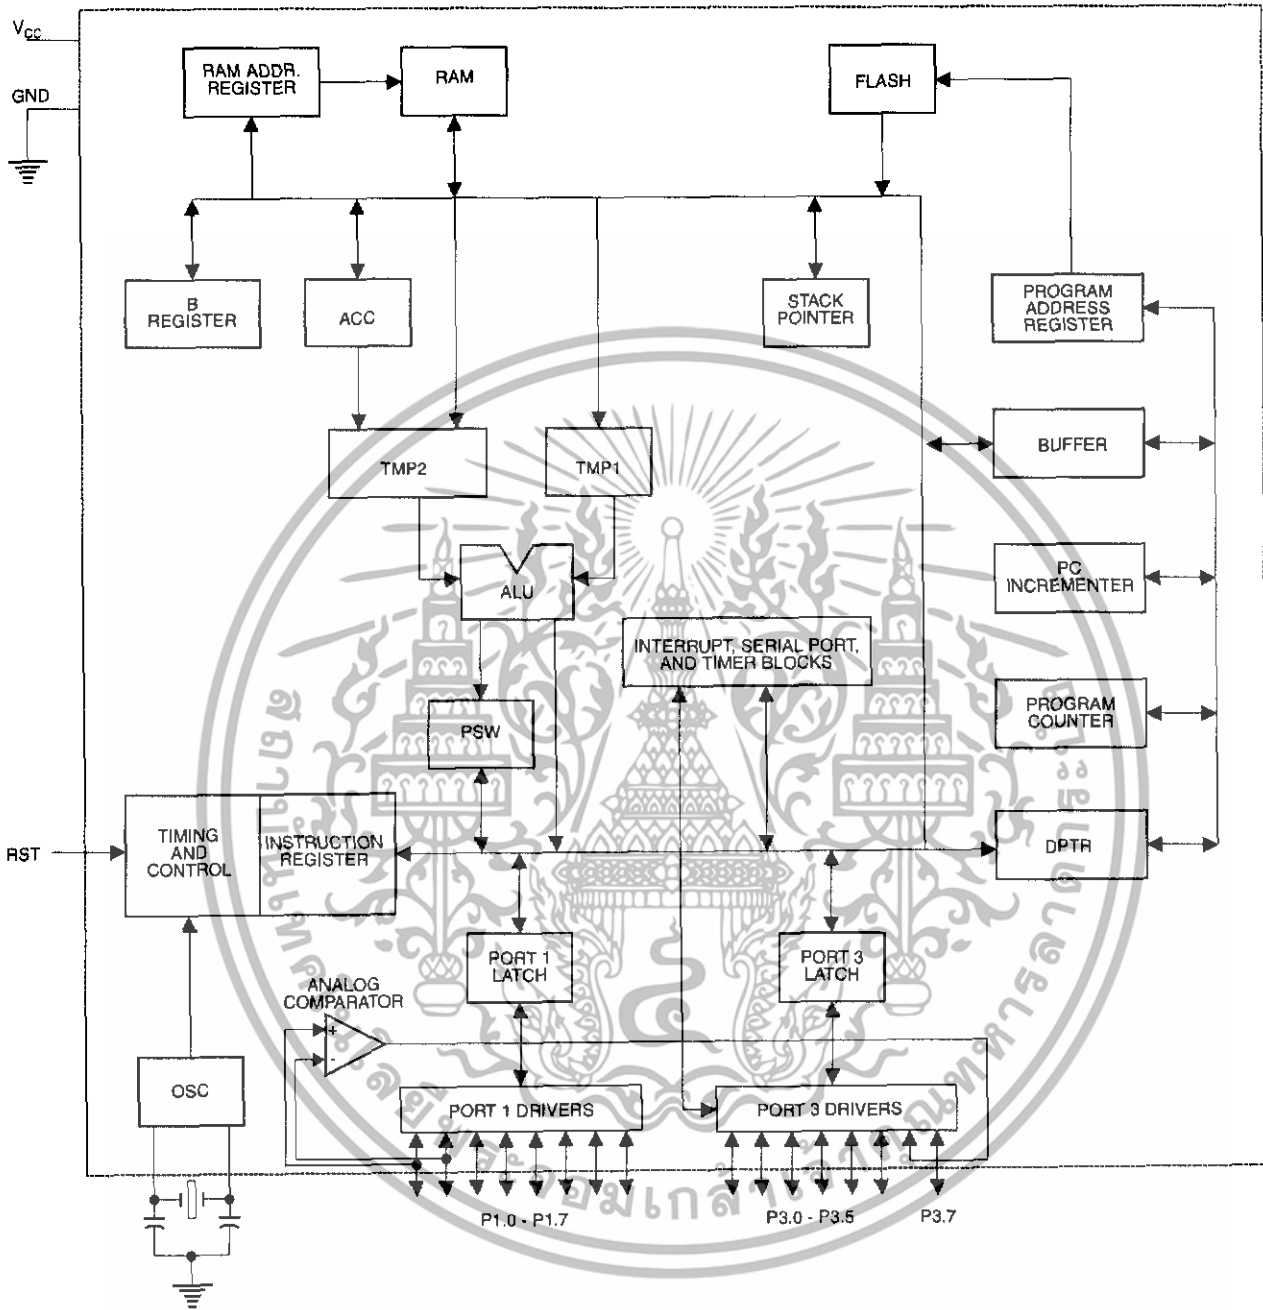 VCC
GND
RAM ADDR.
REGISTER
RAM
FLASH
B
REGISTER
ACC
STACK
POINTER
PROGRAM
ADDRESS
REGISTER
TMP2
TMP1
BUFFER
ALU
PC
INCREMENTER
INTERRUPT, SERIAL PORT,
AND TIMER BLOCKS
PSW
PROGRAM
COUNTER
RST
TIMING
AND
CONTROL
INSTRUCTION
REGISTER
DPTR
PORT 1
LATCH
PORT 3
LATCH
ANALOG
COMPARATOR
+
-
OSC
PORT 1 DRIVERS
PORT 3 DRIVERS
P1.0 - P1.7
P3.0 - P3.5
P3.7